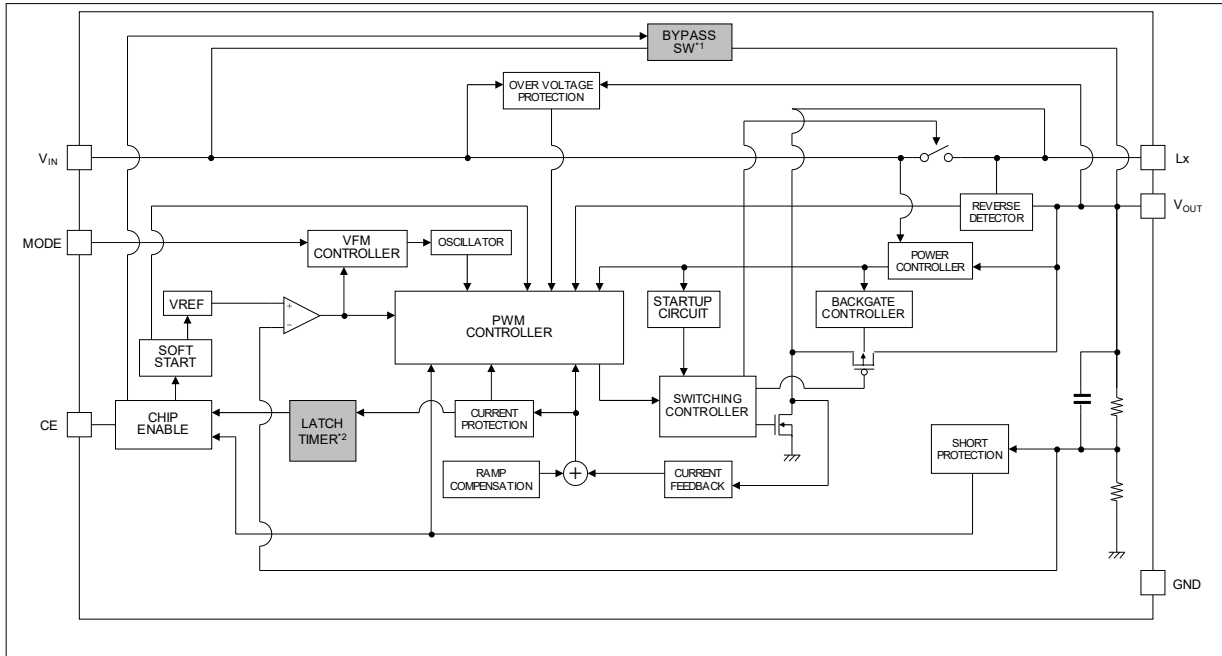 BYPASS
SW*1
OVER VOLTAGE
PROTECTION
VIN
Lx
REVERSE
DETECTOR
VOUT
MODE
VFM
CONTROLLER
OSCILLATOR
POWER
CONTROLLER
VREF
+
-
PWM
CONTROLLER
STARTUP
CIRCUIT
BACKGATE
CONTROLLER
SOFT
START
SWITCHING
CONTROLLER
CE
CHIP
ENABLE
LATCH
TIMER*2
CURRENT
PROTECTION
SHORT
PROTECTION
RAMP
COMPENSATION
+
CURRENT
FEEDBACK
GND